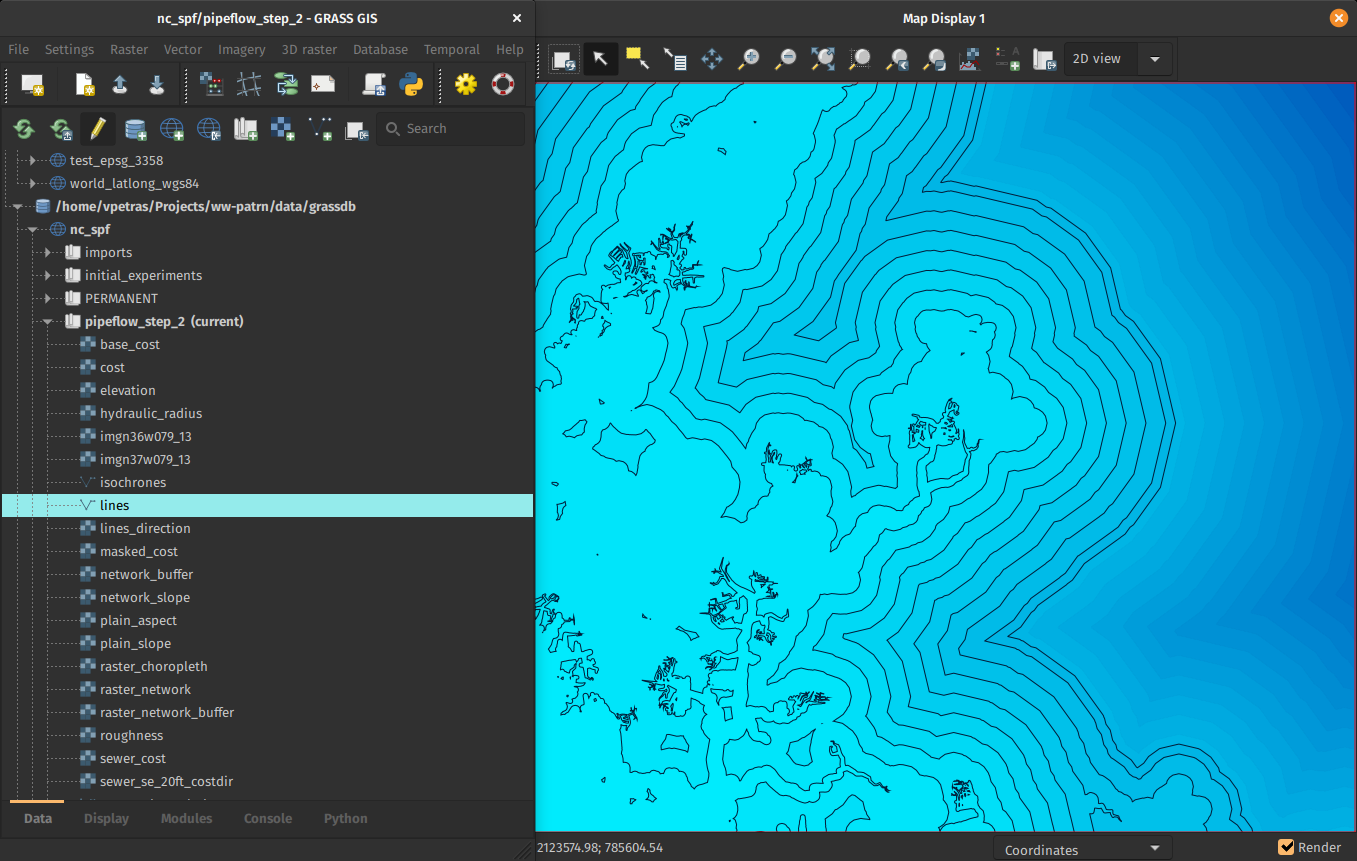 nc_spf/pipeflow_step_2 - GRASS GIS
File Settings Raster Vector Imagery 3D raster Database Temporal Help
Search
test_epsg_3358
world_latlong_wgs84
/home/vpetras/Projects/ww-patrn/data/grassdb
nc_spf
imports
initial_experiments
PERMANENT
pipeflow_step_2 (current)
base_cost
cost
elevation
hydraulic_radius
imgn36w079_13
imgn37w079_13
isochrones
lines
lines_direction
masked_cost
network_buffer
network_slope
plain_aspect
plain_slope
raster_choropleth
raster_network
raster_network_buffer
roughness
sewer_cost
sewer_se_20ft_costdir
Data Display Modules Console Python
Map Display 1
2D view
2123574.98; 785604.54
Coordinates
Render